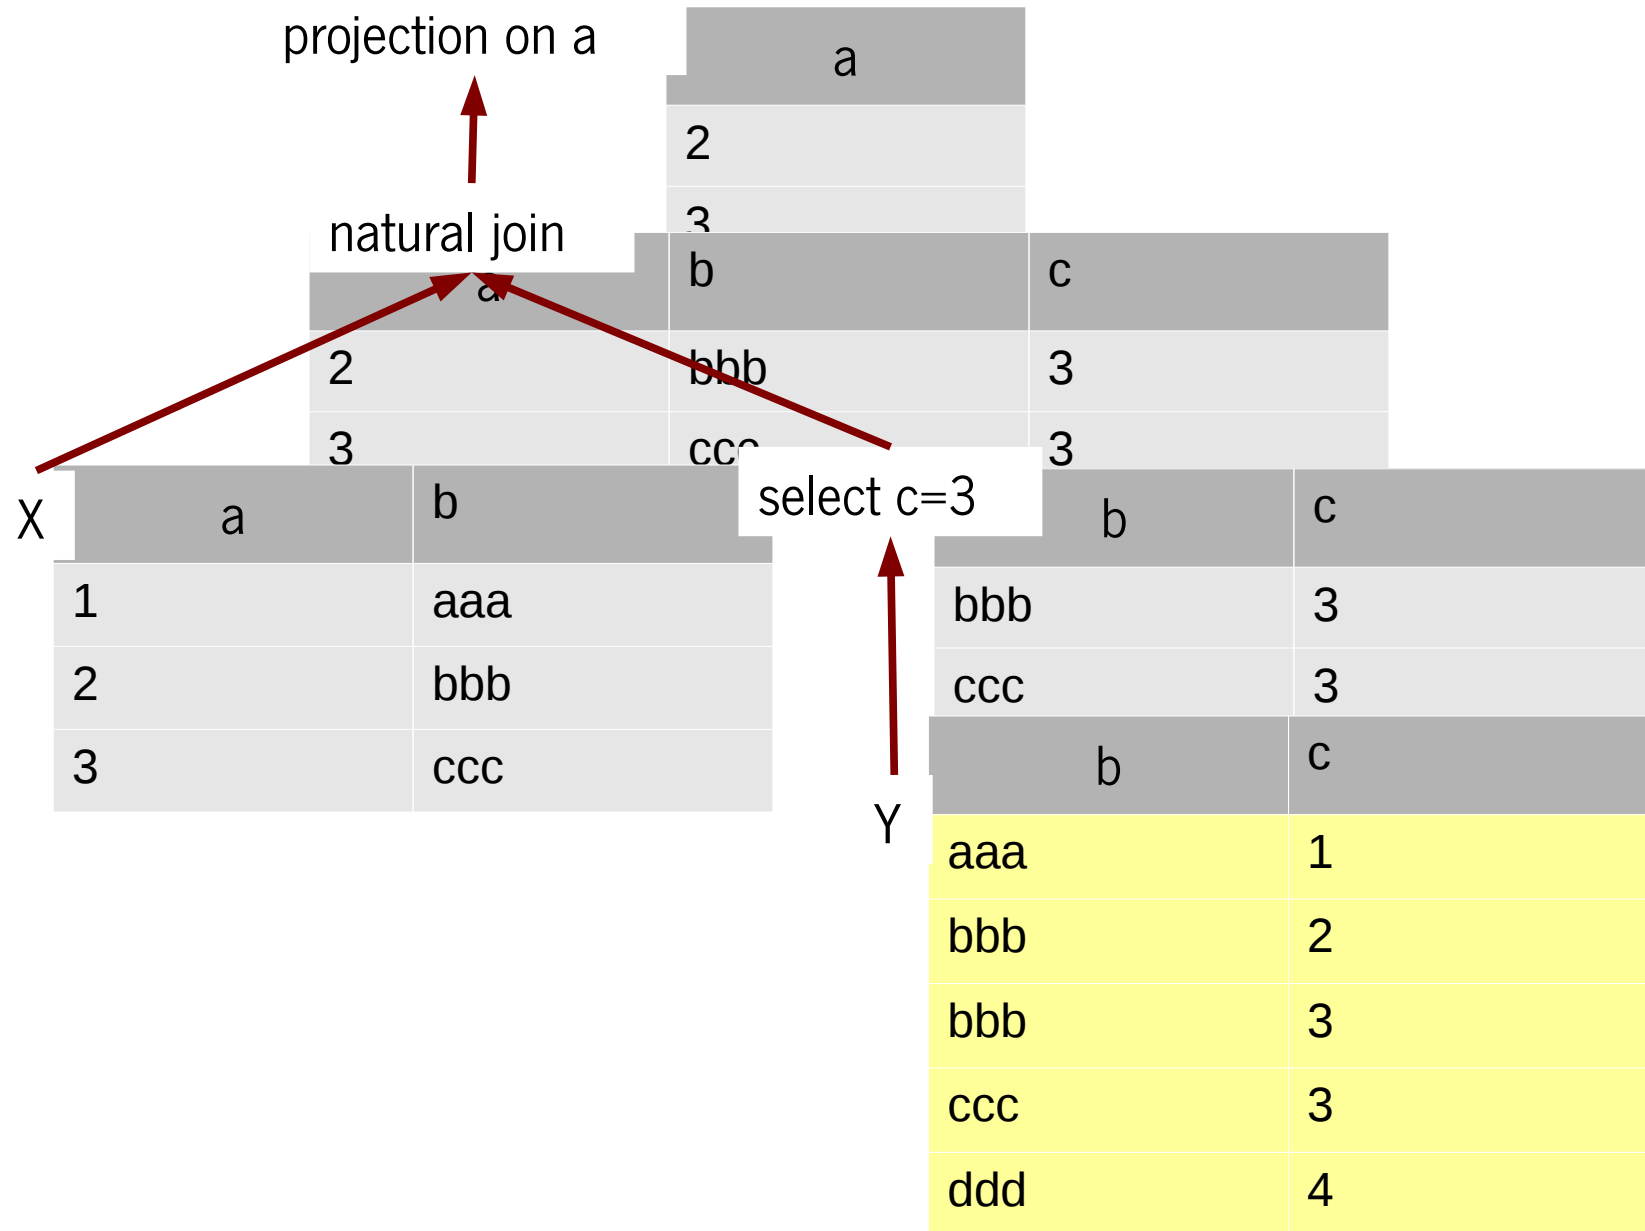 projection on a
a
2
3
natural join
a b c
2 bbb 3
3 ccc 3
X
a b
1 aaa
2 bbb
3 ccc
select c=3
b c
bbb 3
ccc 3
Y
b c
aaa 1
bbb 2
bbb 3
ccc 3
ddd 4